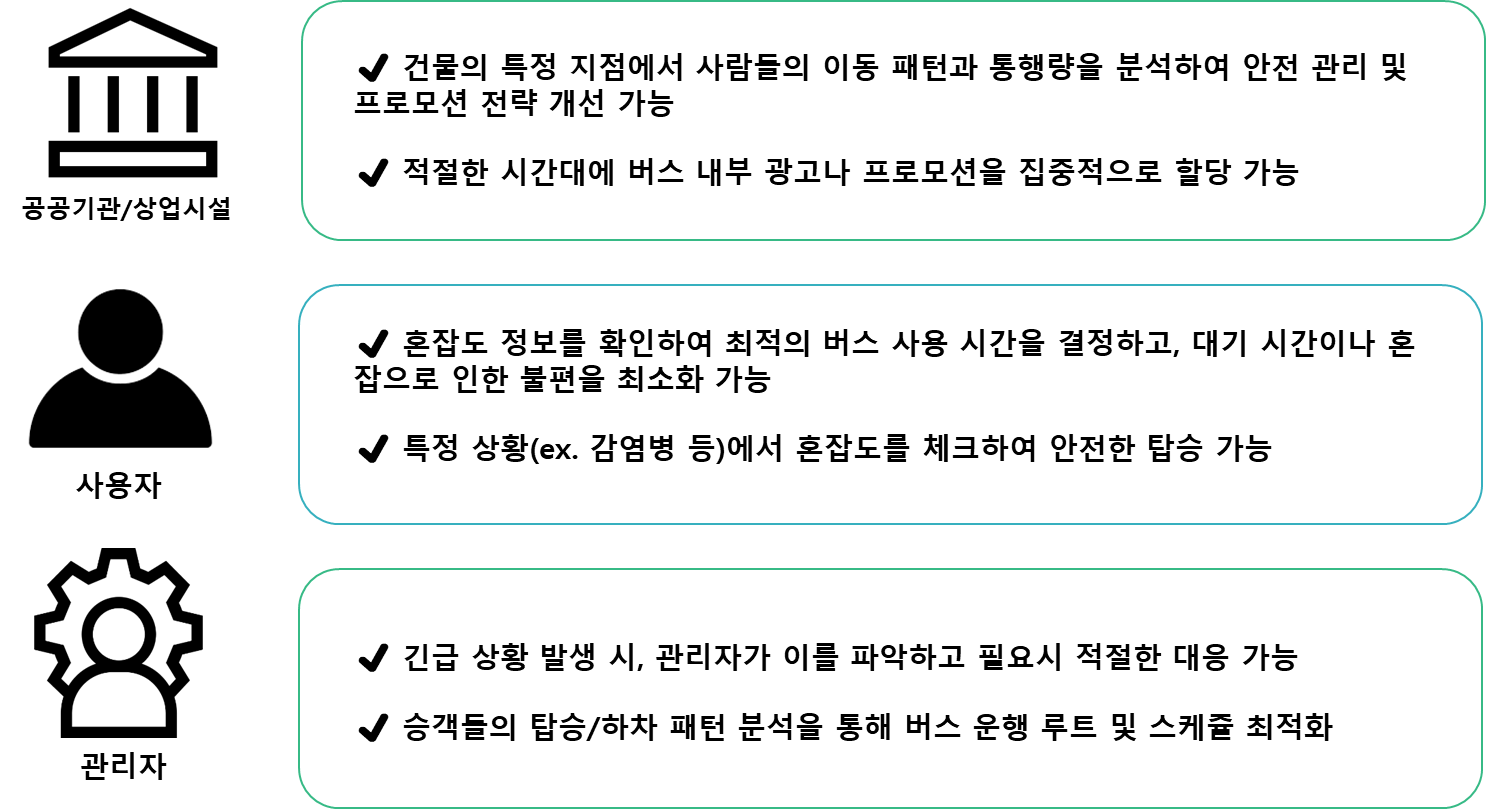 공공기관/상업시설
✔ 건물의 특정 지점에서 사람들의 이동 패턴과 통행량을 분석하여 안전 관리 및
프로모션 전략 개선 가능
✔ 적절한 시간대에 버스 내부 광고나 프로모션을 집중적으로 할당 가능
사용자
✔ 혼잡도 정보를 확인하여 최적의 버스 사용 시간을 결정하고, 대기 시간이나 혼
잡으로 인한 불편을 최소화 가능
✔ 특정 상황(ex. 감염병 등)에서 혼잡도를 체크하여 안전한 탑승 가능
관리자
✔ 긴급 상황 발생 시, 관리자가 이를 파악하고 필요시 적절한 대응 가능
✔ 승객들의 탑승/하차 패턴 분석을 통해 버스 운행 루트 및 스케쥴 최적화